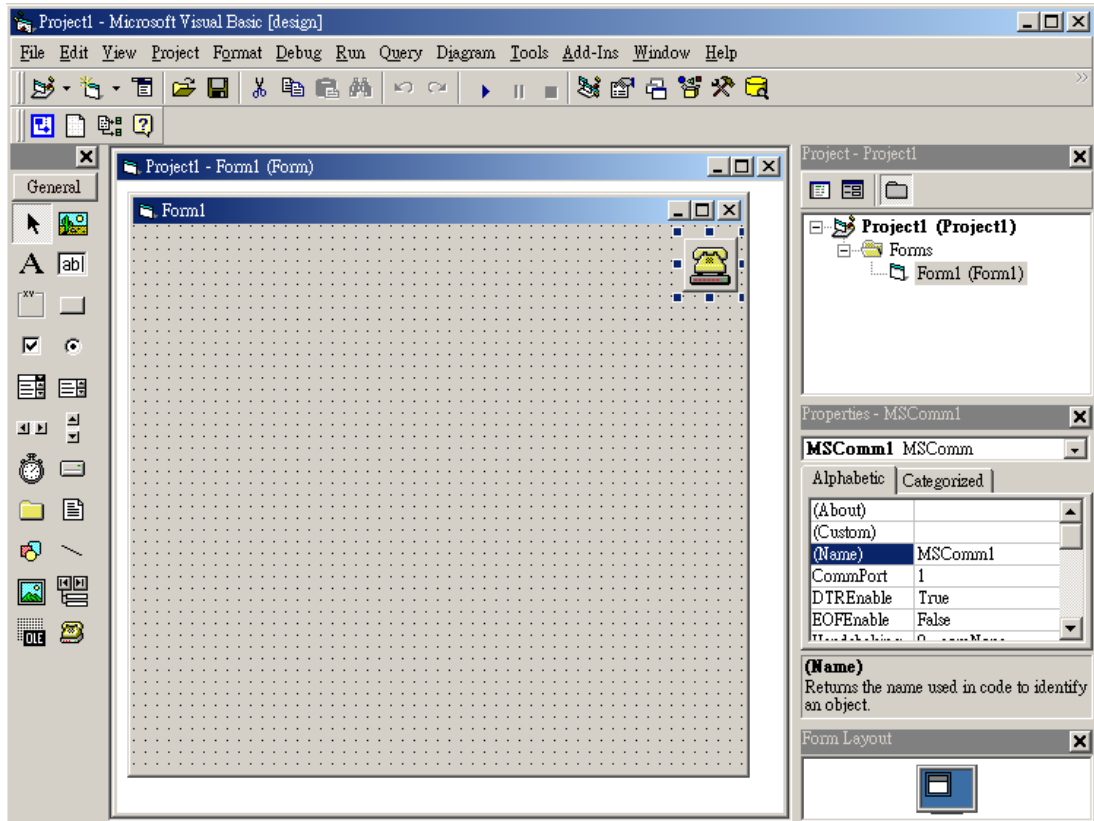 Project1 - Microsoft Visual Basic [design]
File Edit View Project Format Debug Run Query Diagram Tools Add-Ins Window Help
General
A ab|
xv
OLE
Project1 - Form1 (Form)
Form1
Project - Project1
Project1 (Project1)
Forms
Form1 (Form1)
Properties - MSComm1
MSComm1 MSComm
Alphabetic Categorized
(About)
(Custom)
(Name) MSComm1
CommPort 1
DTREnable True
EOFEnable False
(Name)
Returns the name used in code to identify
an object.
Form Layout